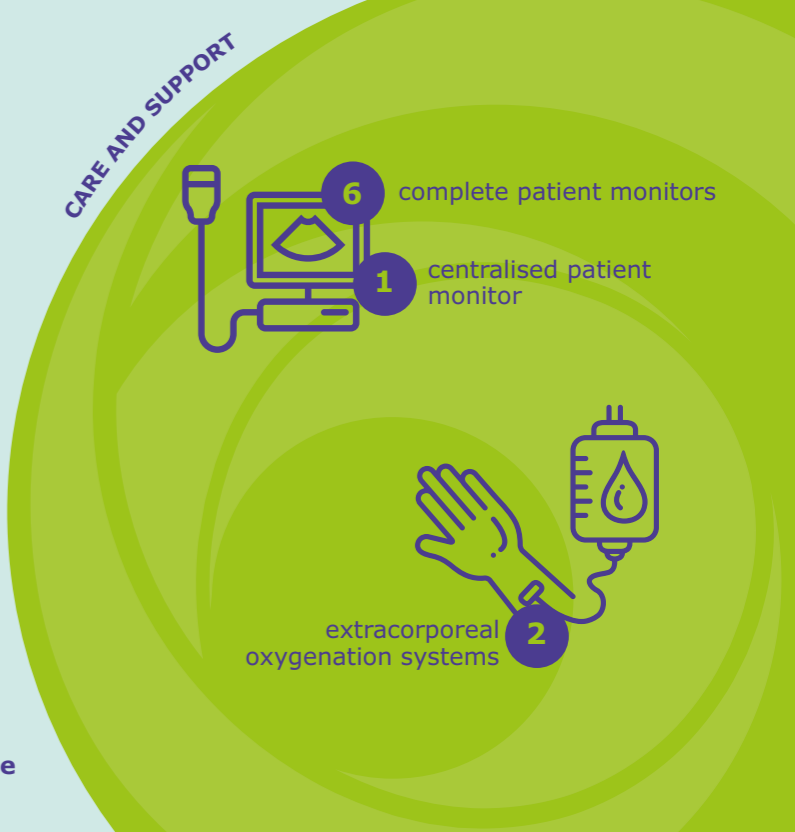 CARE AND SUPPORT
6 complete patient monitors
1 centralised patient
monitor
extracorporeal
oxygenation systems 2
e